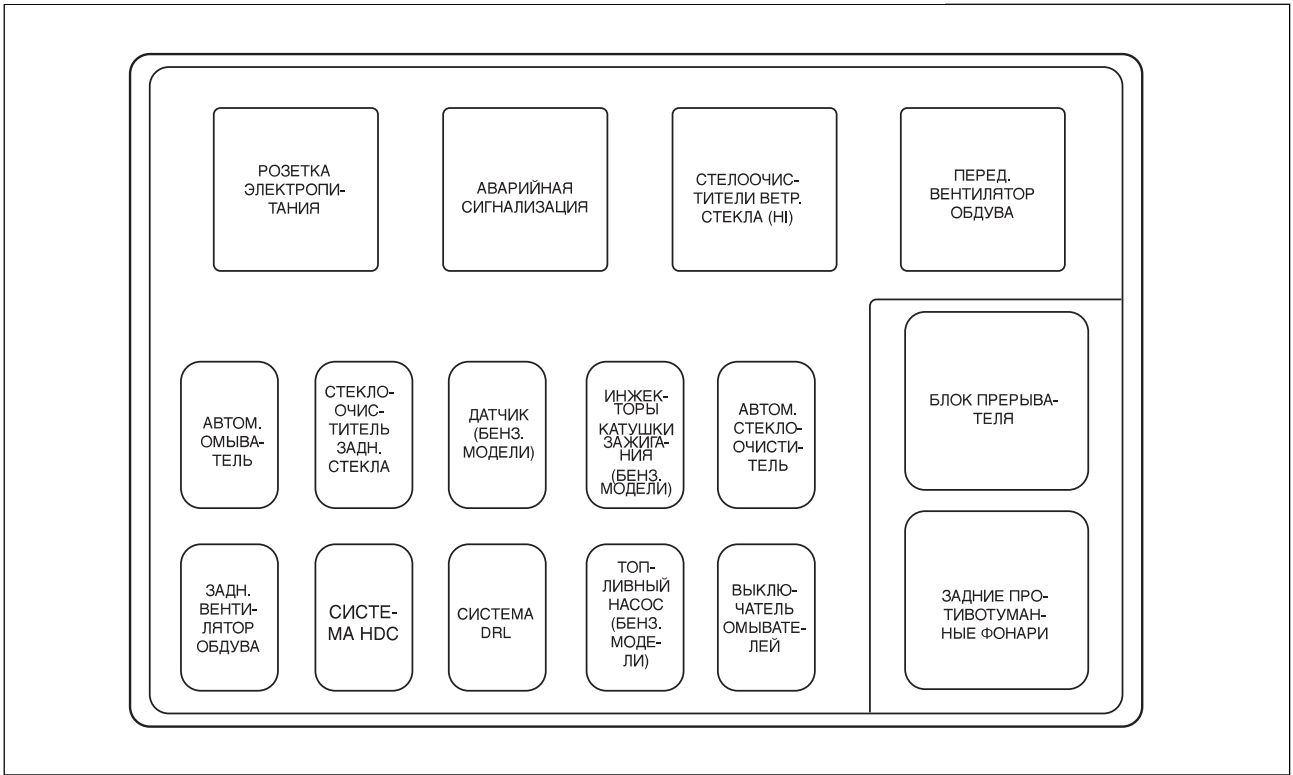 РОЗЕТКА
ЭЛЕКТРОПИ-
ТАНИЯ
АВАРИЙНАЯ
СИГНАЛИЗАЦИЯ
СТЕЛООЧИС-
ТИТЕЛИ ВЕТР.
СТЕКЛА (HI)
ПЕРЕД.
ВЕНТИЛЯТОР
ОБДУВА
АВТОМ.
ОМЫВА-
ТЕЛЬ
СТЕКЛО-
ОЧИС-
ТИТЕЛЬ
ЗАДН.
СТЕКЛА
ДАТЧИК
(БЕНЗ.
МОДЕЛИ)
ИНЖЕК-
ТОРЫ
КАТУШКИ
ЗАЖИГА-
НИЯ
(БЕНЗ.
МОДЕЛИ)
АВТОМ.
СТЕКЛО-
ОЧИСТИ-
ТЕЛЬ
БЛОК ПРЕРЫВА-
ТЕЛЯ
ЗАДН.
ВЕНТИ-
ЛЯТОР
ОБДУВА
СИСТЕ-
МА HDC
СИСТЕМА
DRL
ТОП-
ЛИВНЫЙ
НАСОС
(БЕНЗ.
МОДЕ-
ЛИ)
ВЫКЛЮ-
ЧАТЕЛЬ
ОМЫВАТЕ-
ЛЕЙ
ЗАДНИЕ ПРО-
ТИВОТУМАН-
НЫЕ ФОНАРИ